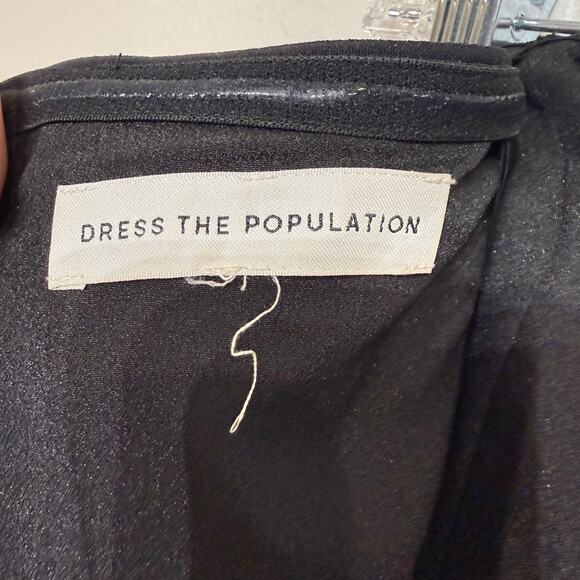 DRESS THE POPULATION